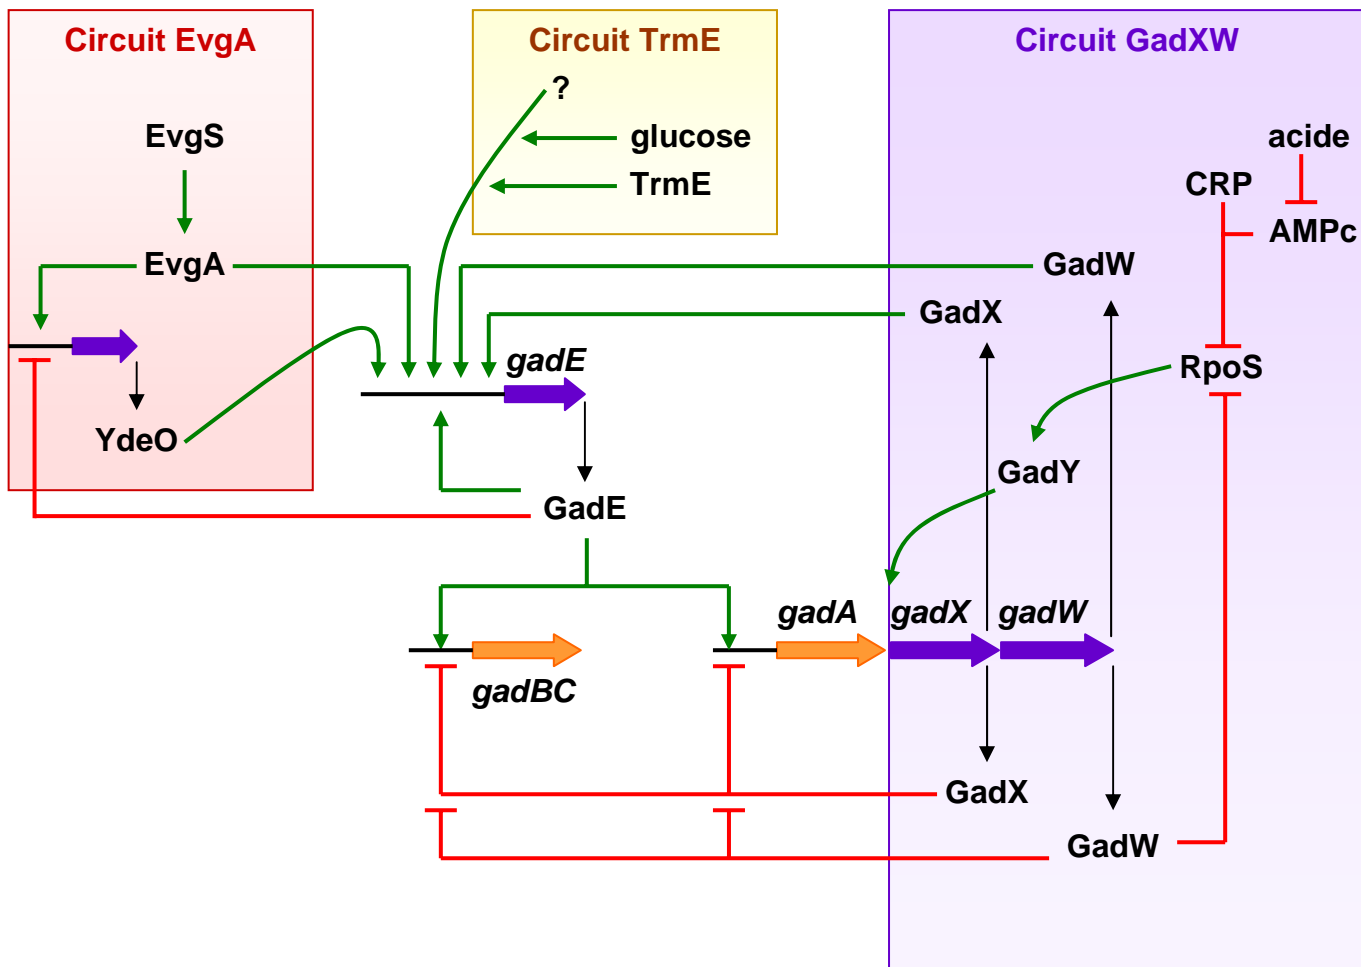 Circuit EvgA
Circuit TrmE
Circuit GadXW
?
EvgS
glucose
acide
TrmE
CRP
AMPc
EvgA
GadW
GadX
gadE
RpoS
YdeO
GadY
GadE
gadA
gadX
gadW
gadBC
GadX
GadW